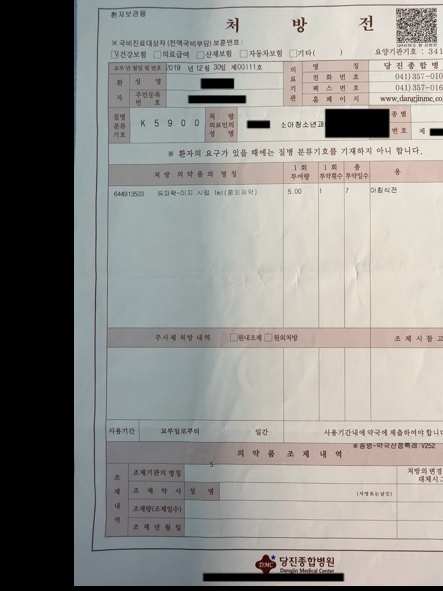 환자보관용
처 방 전
※ 국비진료대상자 (전액국비부담) 보훈번호 :
☑건강보험 □의료급여 □산재보험 □자동차보험 □기타( ) 요양기관기호 : 341
교부 년 월일 및 번호 2019 년 12월 30일 제00111호
의료기관 명 칭 당진종합병
전 화 번 호 041) 357-010
팩 스 번 호 041) 357-016
홈 페 이 지 www.dangjinmc.co
환자 성 명
주민등록번 호
질병분류기호 K 5 9 0 0 처 방 의료인의 성 명 소아청소년과 종별
번호 제
※ 환자의 요구가 있을 때에는 질병 분류기호를 기재하지 아니 합니다.
처 방 의 약 품 의 명 칭 1 회 투여량 1 회 투약횟수 총 투약일수 용
644913503 듀파락-이지 시럽 1ml(중외제약) 5.00 1 7 아침식전
주사제 처방 내역 □원내조제 □원외처방 조 제 시 참 고
사용기간 교부일로부터 일간 사용기간내에 약국에 제출하여야 합니다
5
※종병-약국산정특례:V252
의 약 품 조 제 내 역
조제내역 조제기관의 명칭 처방의 변경
대체시
조 제 약 사 성 명 (서명또는날인)
조제량(조제일수)
조 제 년 월 일
DMC 당진종합병원
Dangjin Medical Center